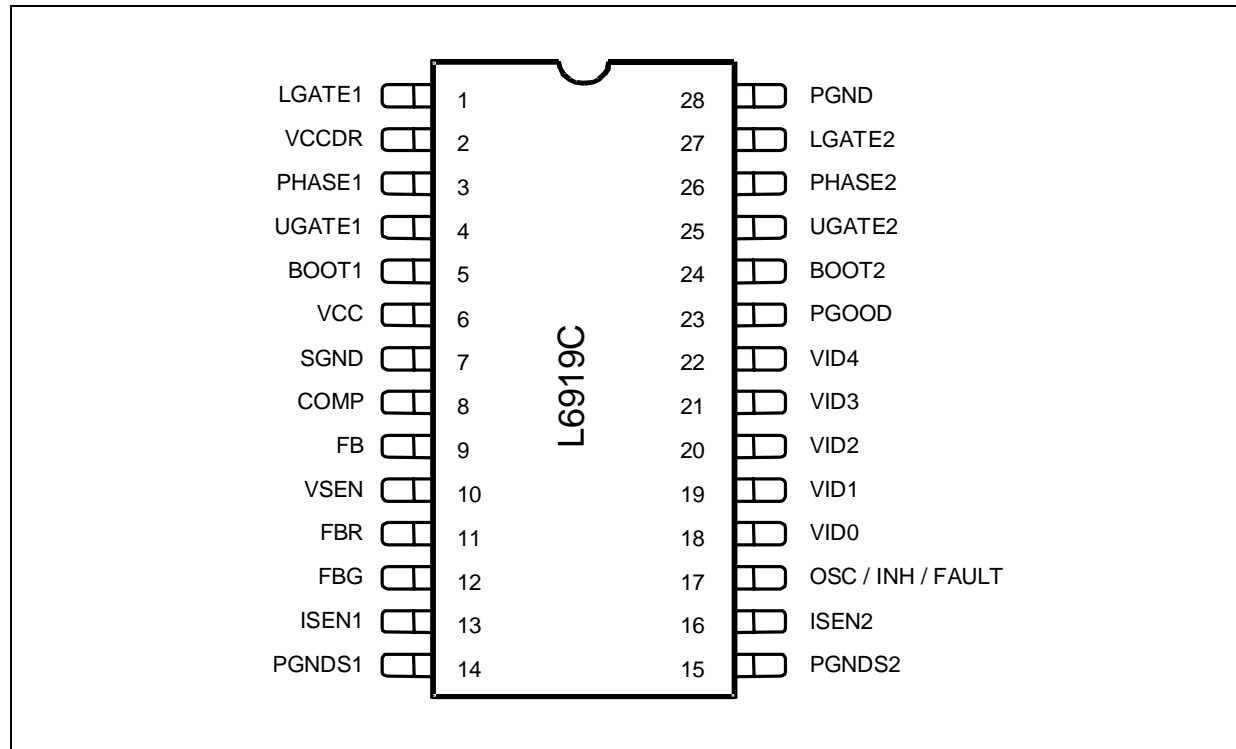 LGATE1 1 28 PGND
VCCDR 2 27 LGATE2
PHASE1 3 26 PHASE2
UGATE1 4 25 UGATE2
BOOT1 5 24 BOOT2
VCC 6 23 PGOOD
SGND 7 22 VID4
COMP 8 21 VID3
FB 9 20 VID2
VSEN 10 19 VID1
FBR 11 18 VID0
FBG 12 17 OSC / INH / FAULT
ISEN1 13 16 ISEN2
PGNDS1 14 15 PGNDS2
L6919C